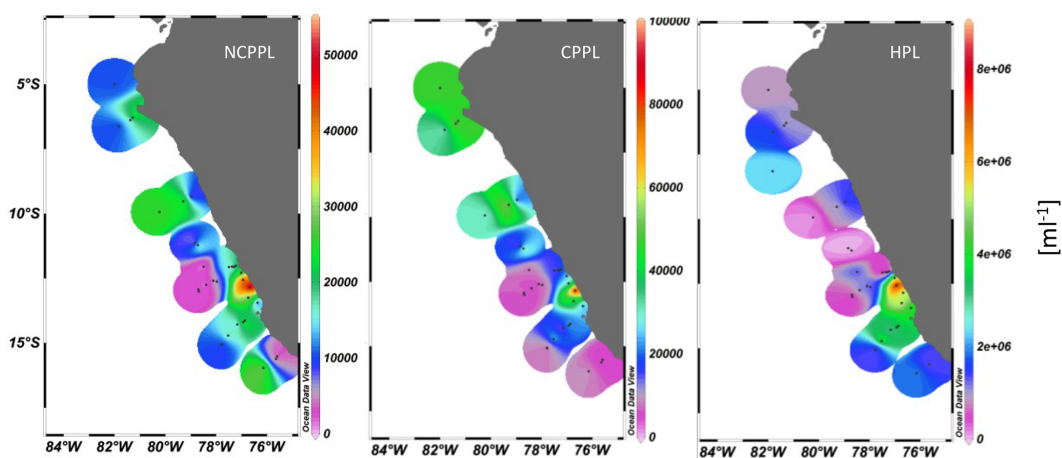 NCPPL
5°S
10°S
15°S
84°W 82°W 80°W 78°W 76°W
50000
40000
30000
20000
10000
0
Ocean Data View
CPPL
84°W 82°W 80°W 78°W 76°W
100000
80000
60000
40000
20000
0
Ocean Data View
HPL
84°W 82°W 80°W 78°W 76°W
8e+06
6e+06
4e+06
2e+06
0
Ocean Data View
[ml⁻¹]